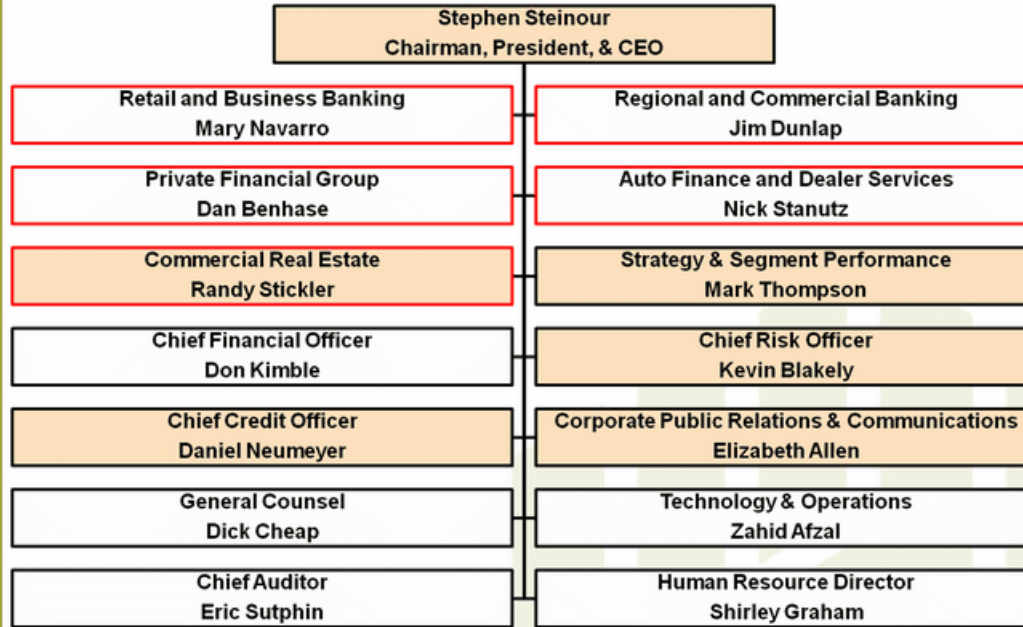 Stephen Steinour
Chairman, President, & CEO
Retail and Business Banking
Mary Navarro
Regional and Commercial Banking
Jim Dunlap
Private Financial Group
Dan Benhase
Auto Finance and Dealer Services
Nick Stanutz
Commercial Real Estate
Randy Stickler
Strategy & Segment Performance
Mark Thompson
Chief Financial Officer
Don Kimble
Chief Risk Officer
Kevin Blakely
Chief Credit Officer
Daniel Neumeyer
Corporate Public Relations & Communications
Elizabeth Allen
General Counsel
Dick Cheap
Technology & Operations
Zahid Afzal
Chief Auditor
Eric Sutphin
Human Resource Director
Shirley Graham